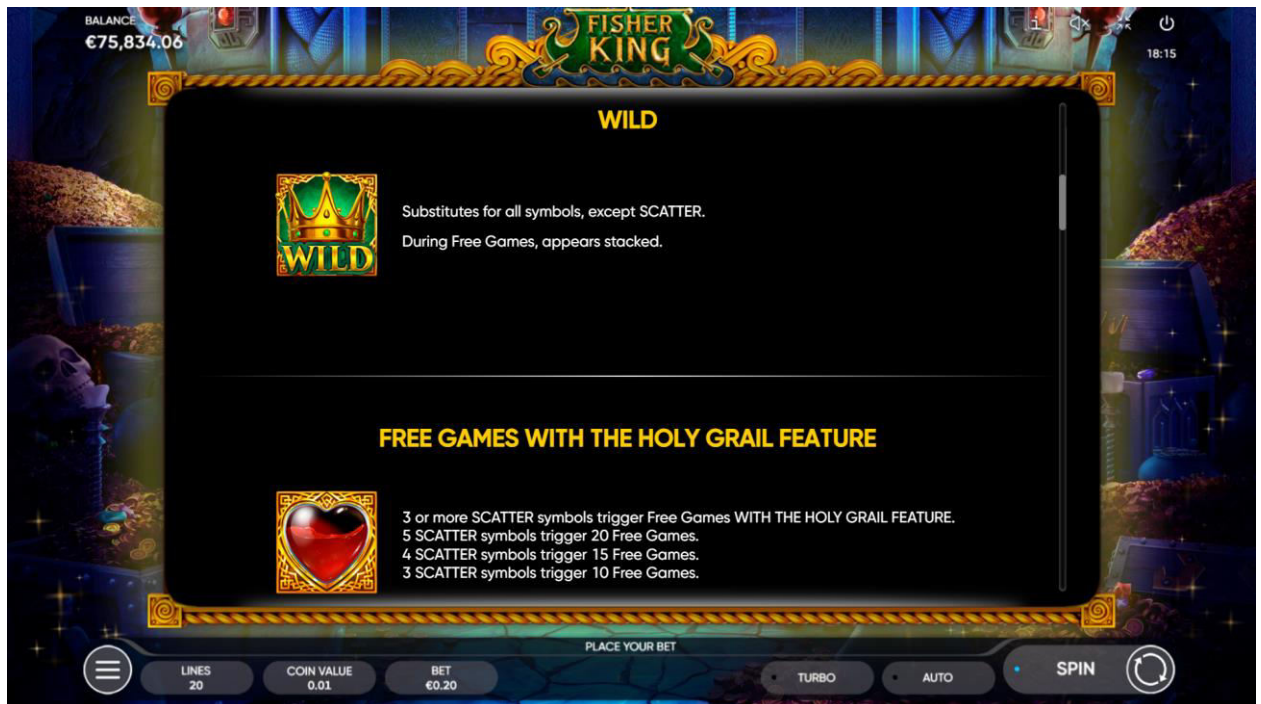 BALANCE
€75,834.06
FISHER
KING
i
18:15
WILD
WILD
Substitutes for all symbols, except SCATTER.
During Free Games, appears stacked.
FREE GAMES WITH THE HOLY GRAIL FEATURE
3 or more SCATTER symbols trigger Free Games WITH THE HOLY GRAIL FEATURE.
5 SCATTER symbols trigger 20 Free Games.
4 SCATTER symbols trigger 15 Free Games.
3 SCATTER symbols trigger 10 Free Games.
PLACE YOUR BET
LINES
20
COIN VALUE
0.01
BET
€0.20
TURBO
AUTO
SPIN